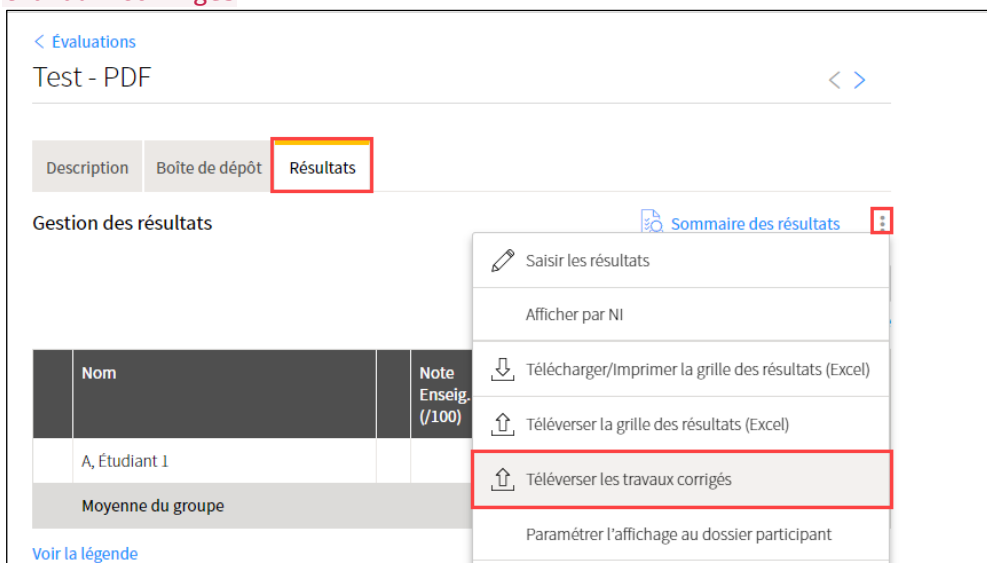 < Évaluations
Test - PDF
< >
Description Boîte de dépôt Résultats
Gestion des résultats
Sommaire des résultats
Saisir les résultats
Afficher par NI
Nom
Note
Enseig.
(/100)
Télécharger/Imprimer la grille des résultats (Excel)
Téléverser la grille des résultats (Excel)
A, Étudiant 1
Téléverser les travaux corrigés
Moyenne du groupe
Paramétrer l'affichage au dossier participant
Voir la légende